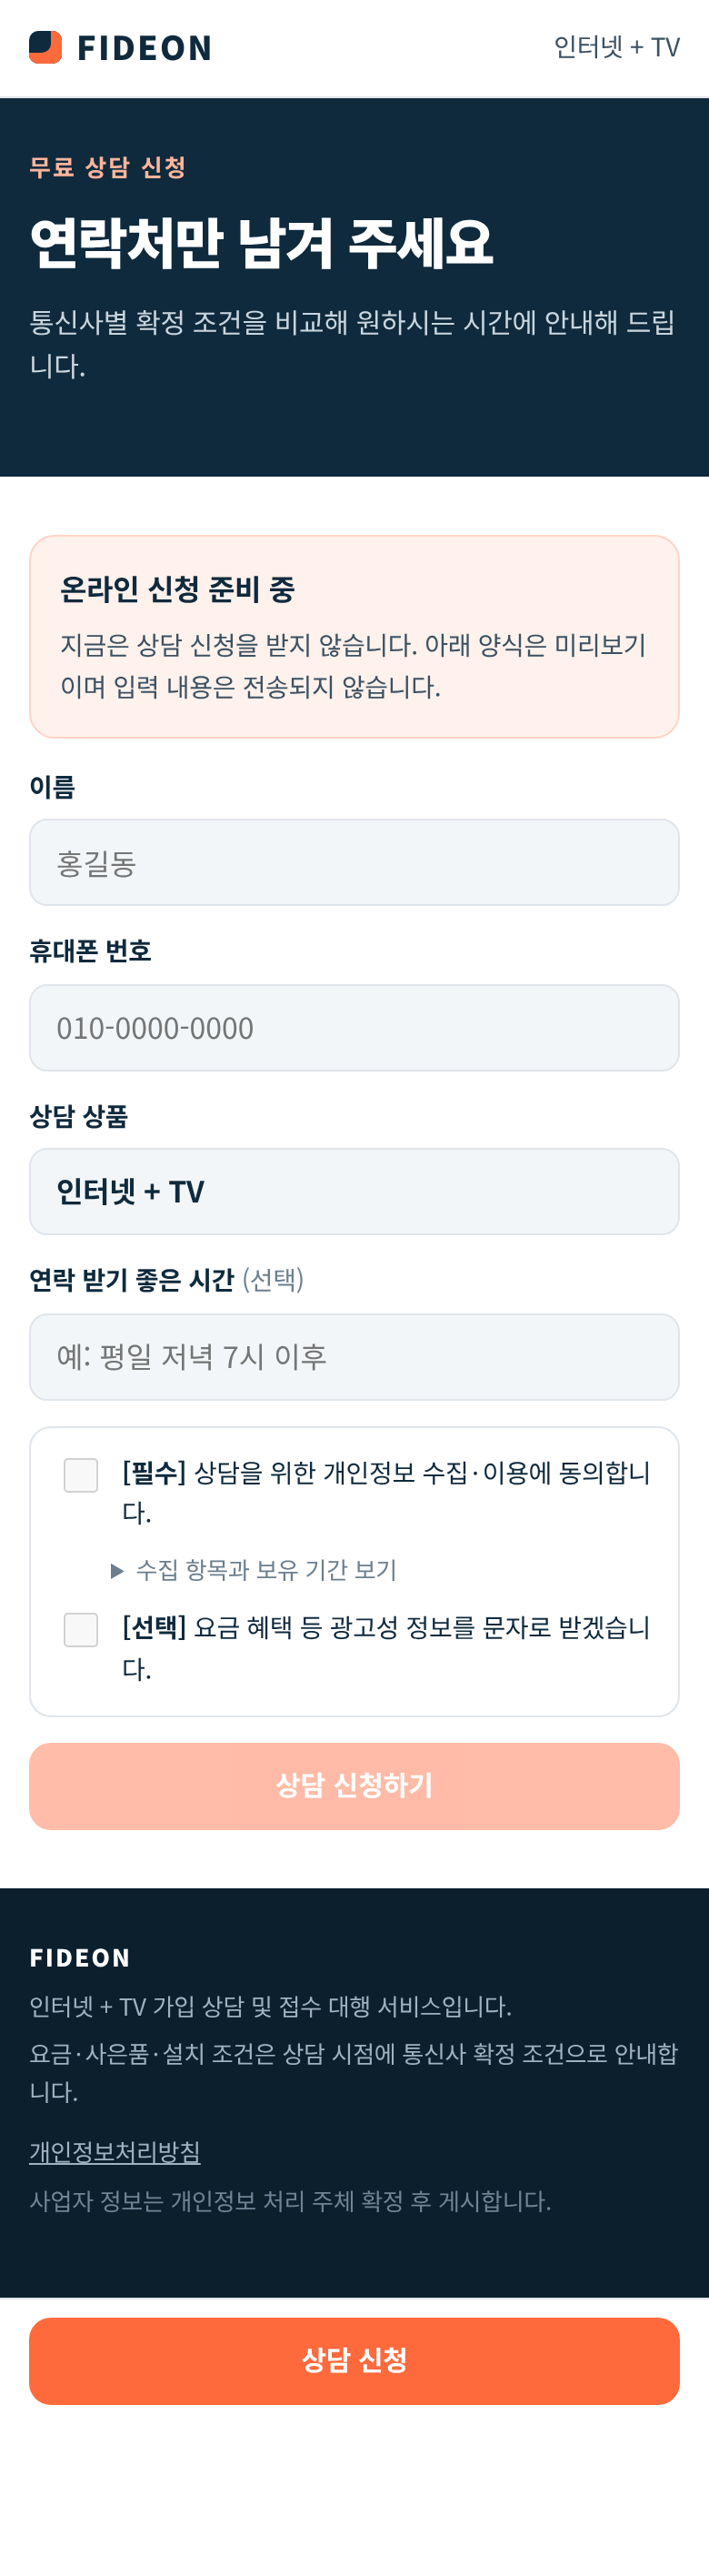 FIDEON
인터넷 + TV
무료 상담 신청
연락처만 남겨 주세요
통신사별 확정 조건을 비교해 원하시는 시간에 안내해 드립
니다.
온라인 신청 준비 중
지금은 상담 신청을 받지 않습니다. 아래 양식은 미리보기
이며 입력 내용은 전송되지 않습니다.
이름
홍길동
휴대폰 번호
010-0000-0000
상담 상품
인터넷 + TV
연락 받기 좋은 시간 (선택)
예: 평일 저녁 7시 이후
[필수] 상담을 위한 개인정보 수집·이용에 동의합니
다.
▶ 수집 항목과 보유 기간 보기
[선택] 요금 혜택 등 광고성 정보를 문자로 받겠습니
다.
상담 신청하기
FIDEON
인터넷 + TV 가입 상담 및 접수 대행 서비스입니다.
요금·사은품·설치 조건은 상담 시점에 통신사 확정 조건으로 안내합
니다.
개인정보처리방침
사업자 정보는 개인정보 처리 주체 확정 후 게시합니다.
상담 신청